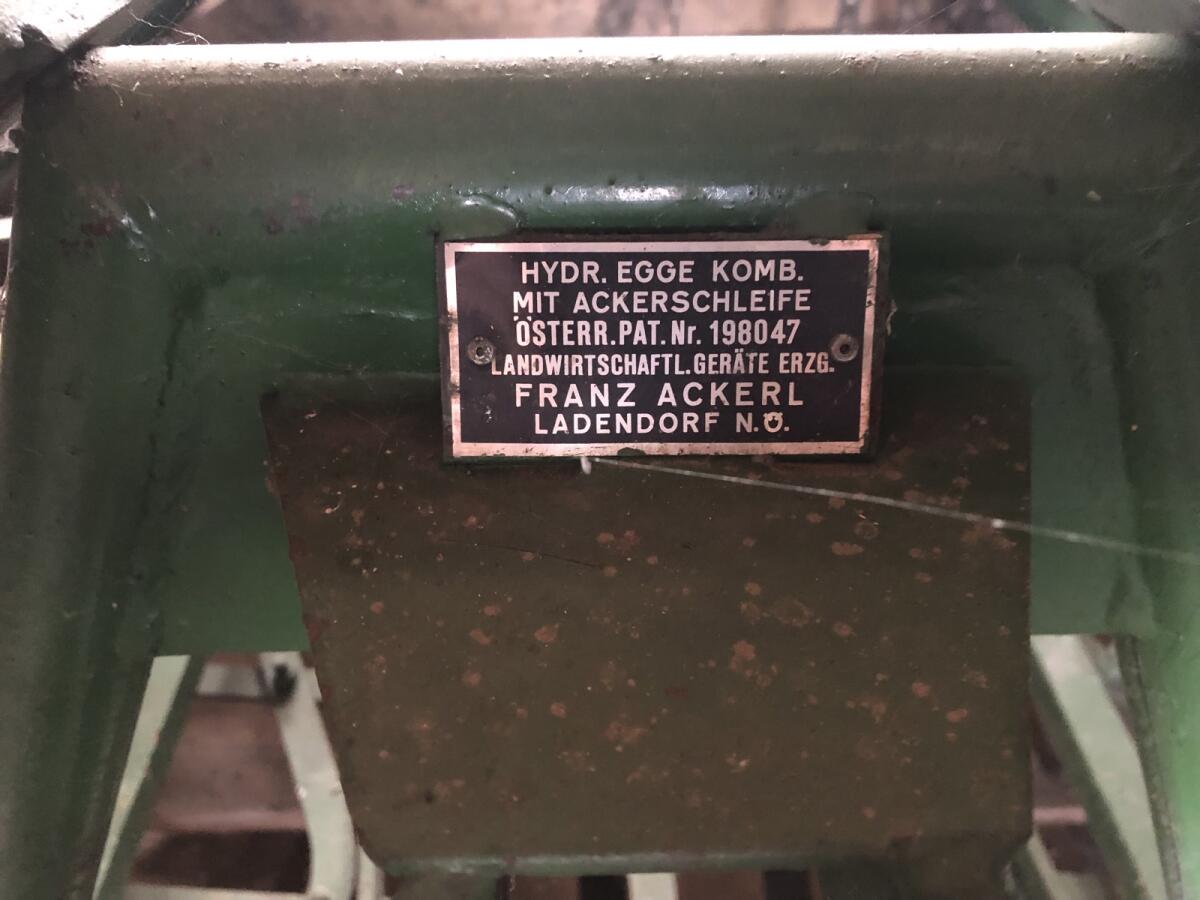 HYDR. EGGE KOMB.
MIT ACKERSCHLEIFE
ÖSTERR.PAT.Nr. 198047
LANDWIRTSCHAFTL.GERÄTE ERZG.
FRANZ ACKERL
LADENDORF N.Ö.